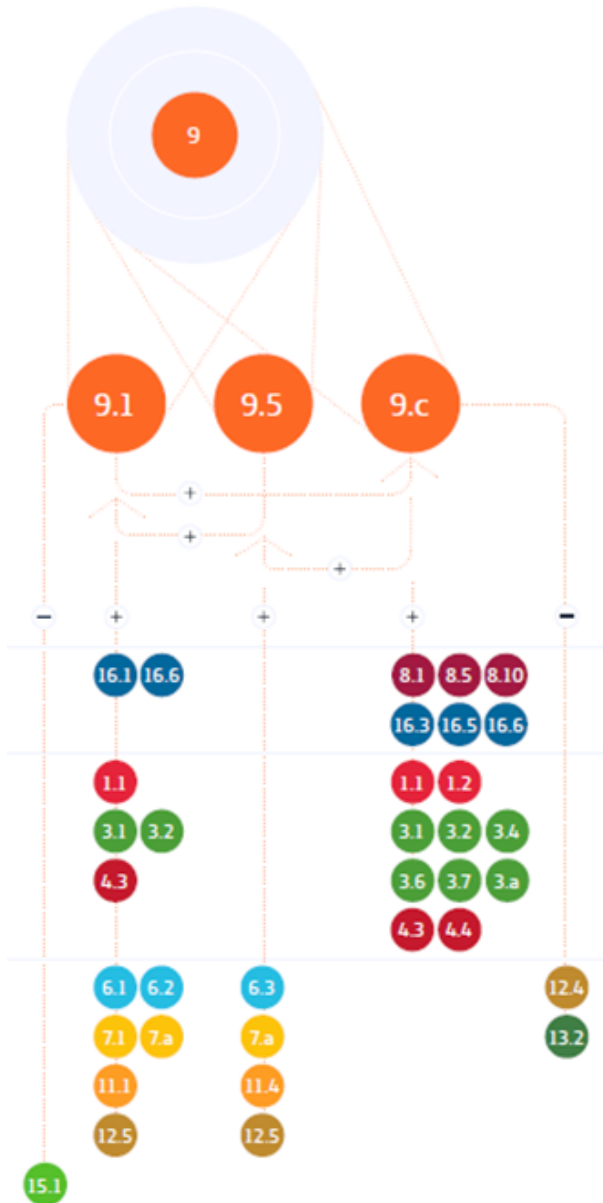 9
9.1 9.5 9.c
+
+
+
− + + + −
16.1 16.6 8.1 8.5 8.10
16.3 16.5 16.6
1.1 1.1 1.2
3.1 3.2 3.1 3.2 3.4
4.3 3.6 3.7 3.a
4.3 4.4
6.1 6.2 6.3 12.4
7.1 7.a 7.a 13.2
11.1 11.4
12.5 12.5
15.1